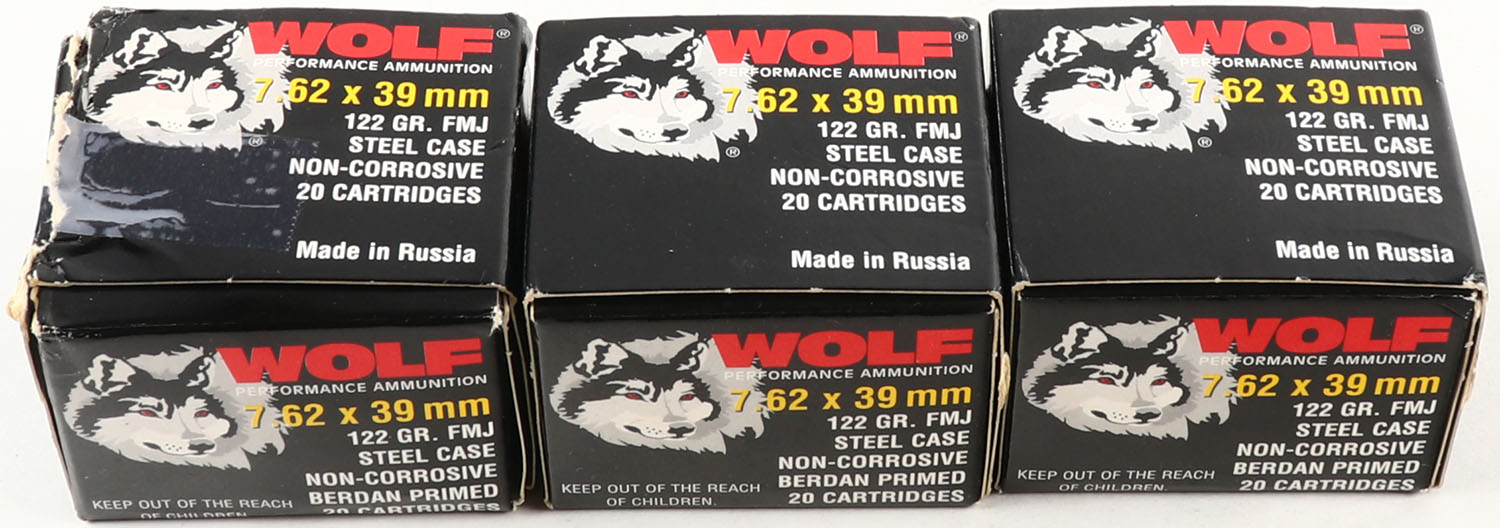 WOLF®
PERFORMANCE AMMUNITION
7.62 x 39 mm
122 GR. FMJ
®
STEEL CASE
NON-CORROSIVE
20 CARTRIDGES
Made in Russia
WOLF
PERFORMANCE AMMUNITION
7.62 x 39 mm
122 GR. FMJ
STEEL CASE
NON-CORROSIVE
BERDAN PRIMED
KEEP OUT OF THE REACH
OF CHILDREN.
20 CARTRIDGES
WOLF®
PERFORMANCE AMMUNITION
7.62 x 39 mm
122 GR. FMJ
®
STEEL CASE
NON-CORROSIVE
20 CARTRIDGES
Made in Russia
WOLF
PERFORMANCE AMMUNITION
7.62 x 39 mm
122 GR. FMJ
STEEL CASE
NON-CORROSIVE
BERDAN PRIMED
KEEP OUT OF THE REACH
OF CHILDREN.
20 CARTRIDGES
WOLF®
PERFORMANCE AMMUNITION
7.62 x 39 mm
122 GR. FMJ
®
STEEL CASE
NON-CORROSIVE
20 CARTRIDGES
Made in Russia
WOLF
PERFORMANCE AMMUNITION
7.62 x 39 mm
122 GR. FMJ
STEEL CASE
NON-CORROSIVE
BERDAN PRIMED
KEEP OUT OF THE REACH
OF CHILDREN.
20 CARTRIDGES